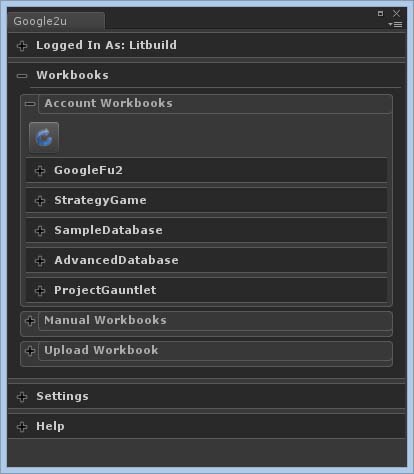 Google2u
Logged In As: Litbuild
Workbooks
Account Workbooks
GoogleFu2
StrategyGame
SampleDatabase
AdvancedDatabase
ProjectGauntlet
Manual Workbooks
Upload Workbook
Settings
Help